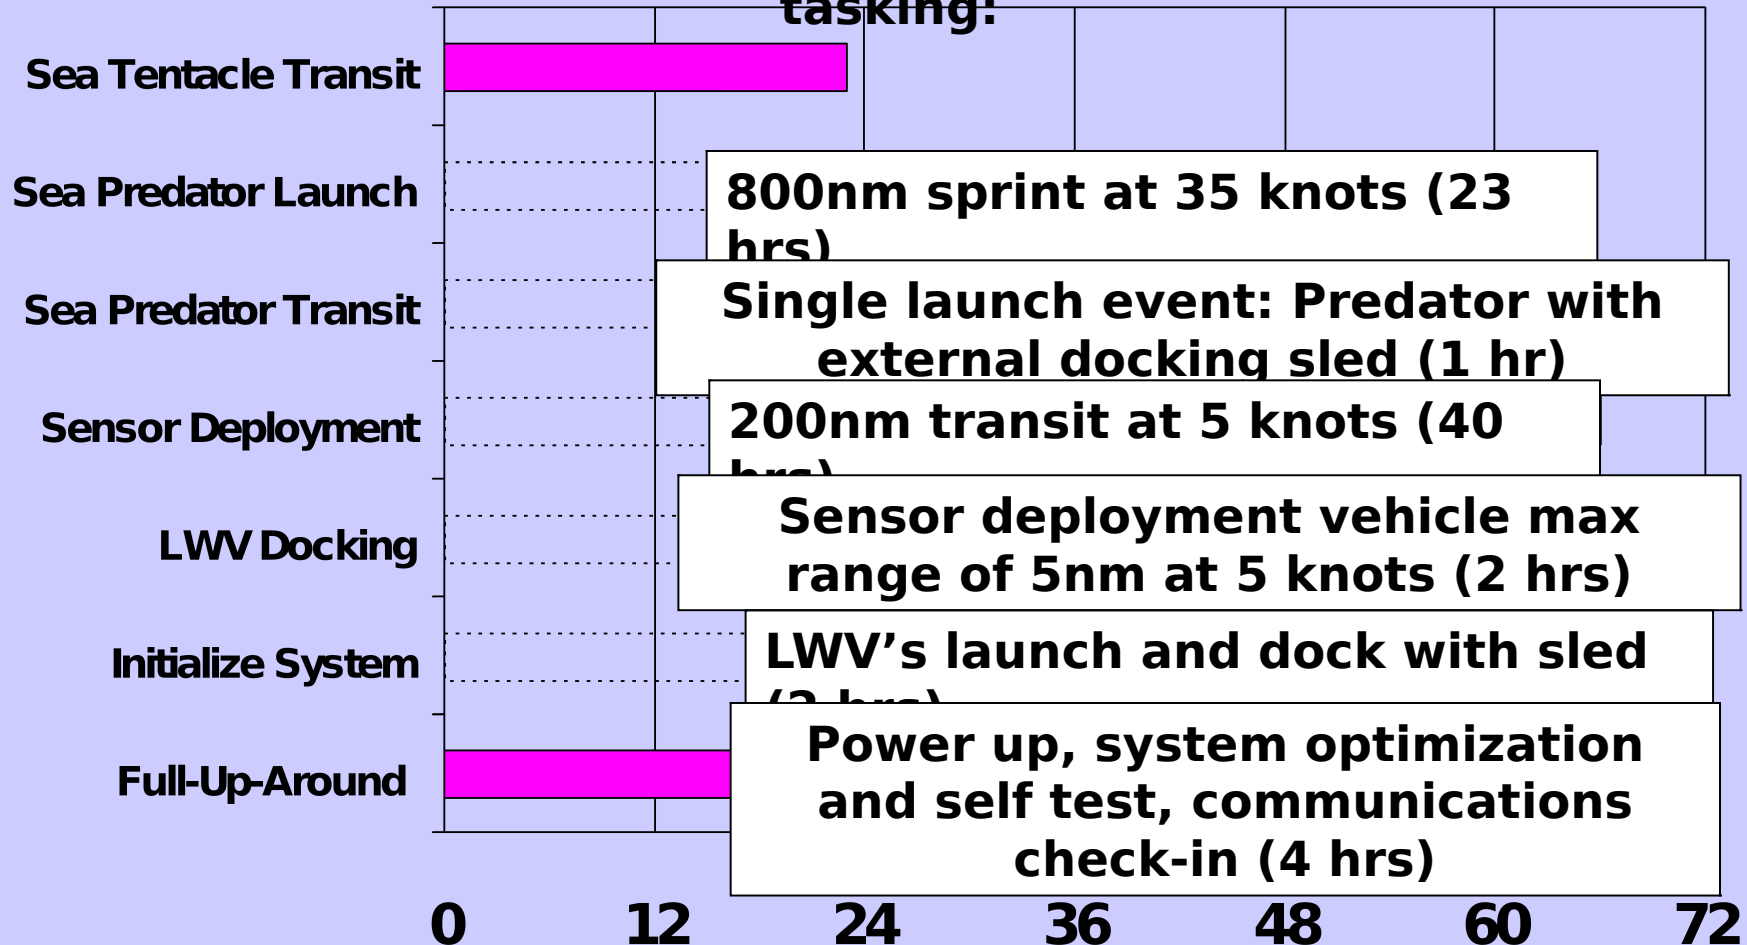 tasking:
Sea Tentacle Transit
Sea Predator Launch
800nm sprint at 35 knots (23
hrs)
Sea Predator Transit
Single launch event: Predator with
external docking sled (1 hr)
Sensor Deployment
200nm transit at 5 knots (40
hrs)
LWV Docking
Sensor deployment vehicle max
range of 5nm at 5 knots (2 hrs)
Initialize System
LWV’s launch and dock with sled
hrs)
Full-Up-Around
Power up, system optimization
and self test, communications
check-in (4 hrs)
0 12 24 36 48 60 72